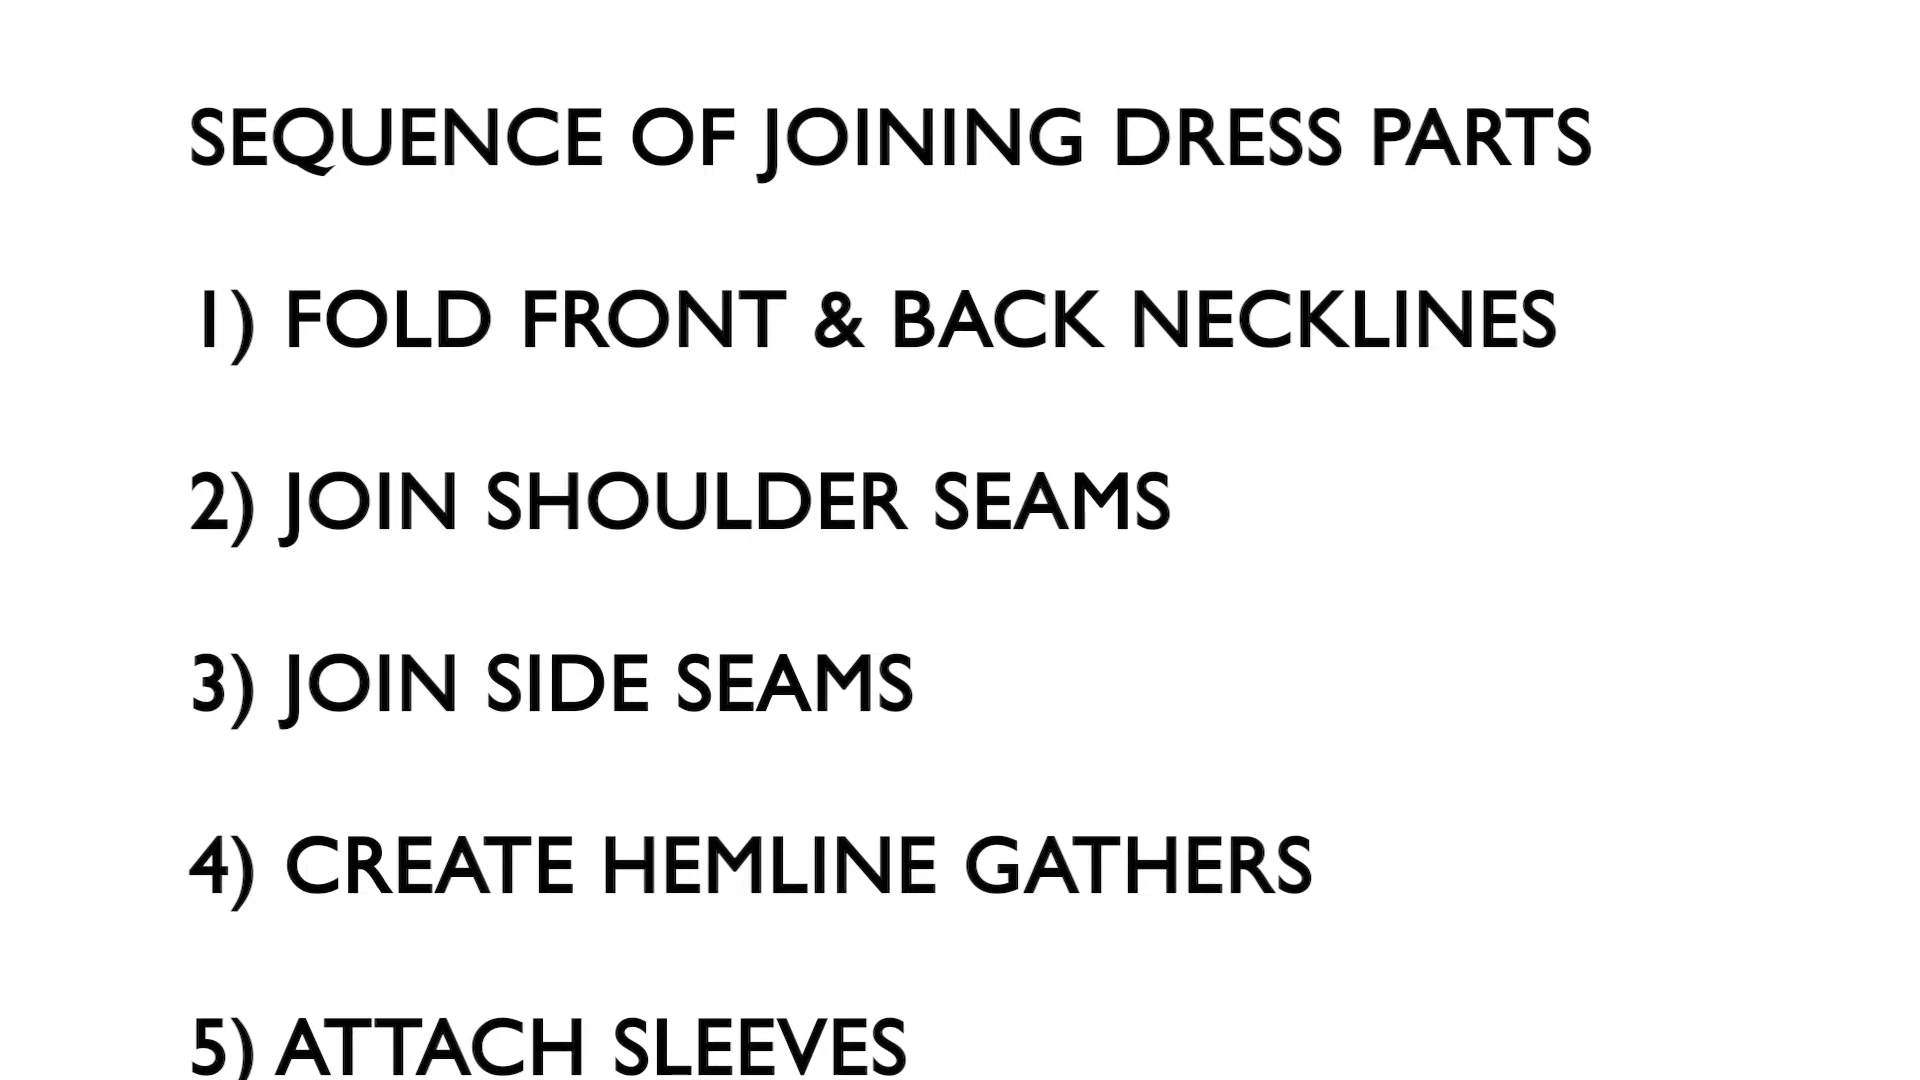 SEQUENCE OF JOINING DRESS PARTS
1) FOLD FRONT & BACK NECKLINES
2) JOIN SHOULDER SEAMS
3) JOIN SIDE SEAMS
4) CREATE HEMLINE GATHERS
5) ATTACH SLEEVES